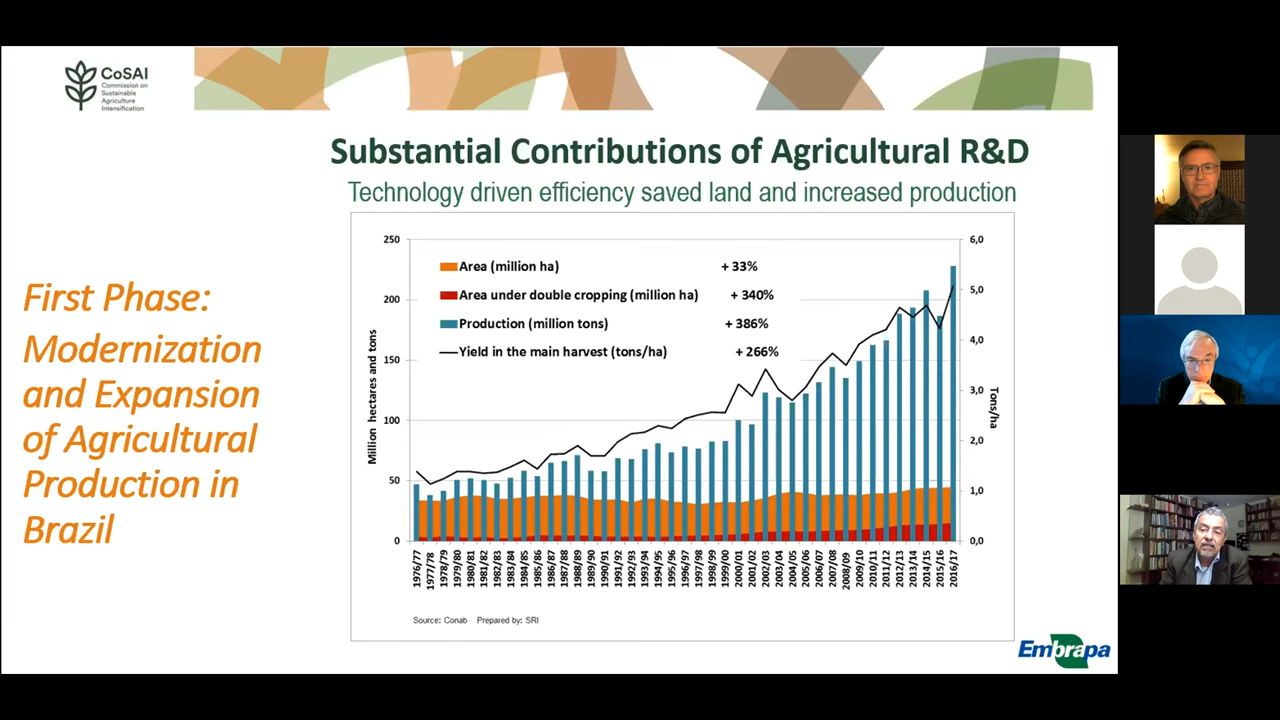 CoSAI
Commission on
Sustainable
Agriculture
Intensification
Substantial Contributions of Agricultural R&D
Technology driven efficiency saved land and increased production
First Phase:
Modernization
and Expansion
of Agricultural
Production in
Brazil
250
200
150
100
50
0
Million hectares and tons
6,0
5,0
4,0
3,0
2,0
1,0
0,0
Tons/ha
Area (million ha) + 33%
Area under double cropping (million ha) + 340%
Production (million tons) + 386%
Yield in the main harvest (tons/ha) + 266%
1976/77
1977/78
1978/79
1979/80
1980/81
1981/82
1982/83
1983/84
1984/85
1985/86
1986/87
1987/88
1988/89
1989/90
1990/91
1991/92
1992/93
1993/94
1994/95
1995/96
1996/97
1997/98
1998/99
1999/00
2000/01
2001/02
2002/03
2003/04
2004/05
2005/06
2006/07
2007/08
2008/09
2009/10
2010/11
2011/12
2012/13
2013/14
2014/15
2015/16
2016/17
Source: Conab Prepared by: SRI
Embrapa